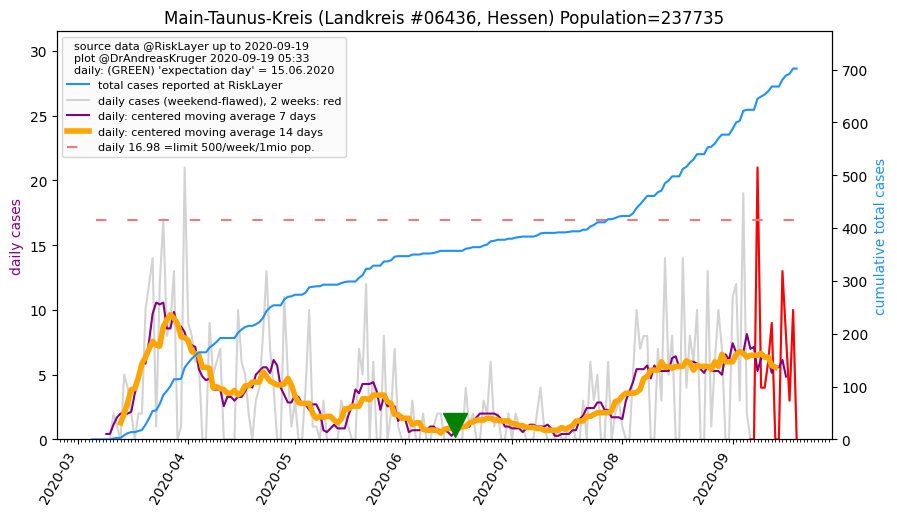 Main-Taunus-Kreis (Landkreis #06436, Hessen) Population=237735
source data @RiskLayer up to 2020-09-19
plot @DrAndreasKruger 2020-09-19 05:33
daily: (GREEN) 'expectation day' = 15.06.2020
total cases reported at RiskLayer
daily cases (weekend-flawed), 2 weeks: red
daily: centered moving average 7 days
daily: centered moving average 14 days
daily 16.98 =limit 500/week/1mio pop.
daily cases
30
25
20
15
10
5
0
cumulative total cases
700
600
500
400
300
200
100
0
2020-03
2020-04
2020-05
2020-06
2020-07
2020-08
2020-09